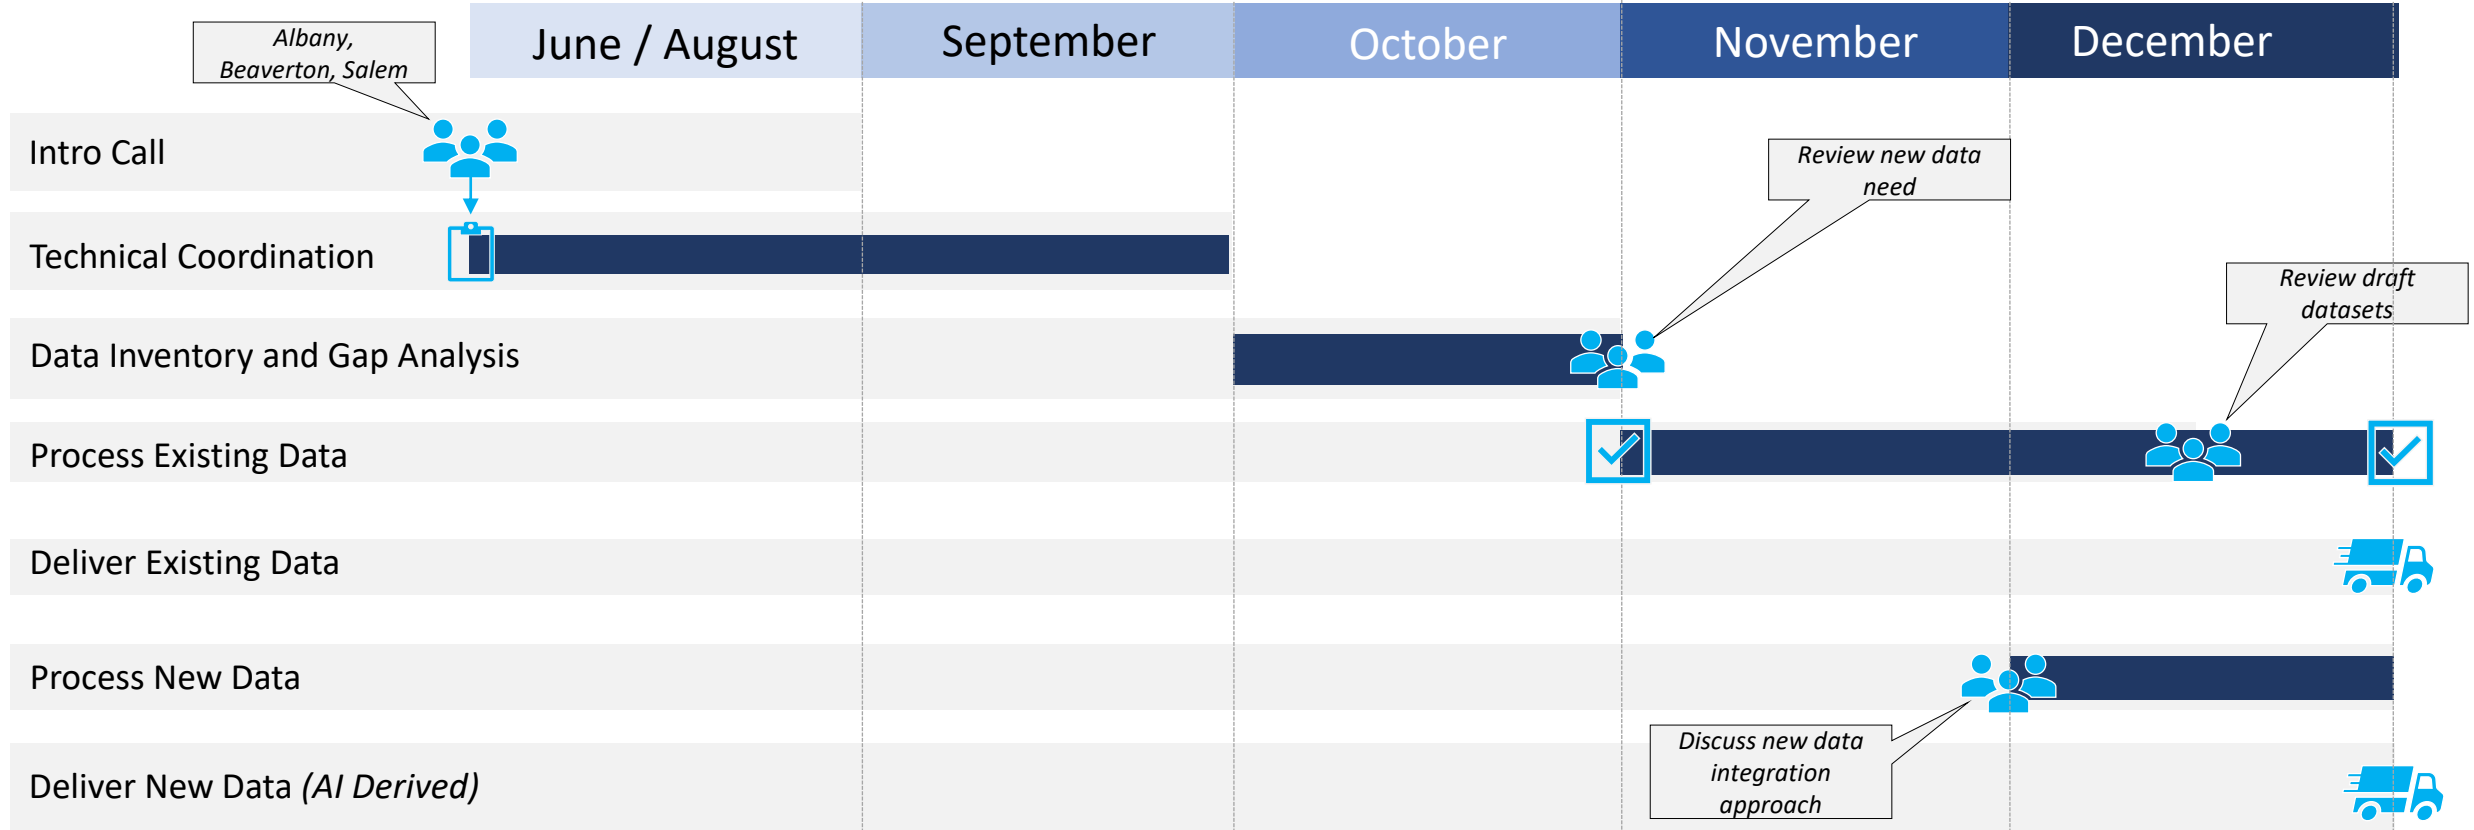 June / August
September
October
November
December
Albany,
Beaverton, Salem
Intro Call
Review new data
need
Technical Coordination
Review draft
datasets
Data Inventory and Gap Analysis
Process Existing Data
Deliver Existing Data
Process New Data
Discuss new data
integration
approach
Deliver New Data (AI Derived)